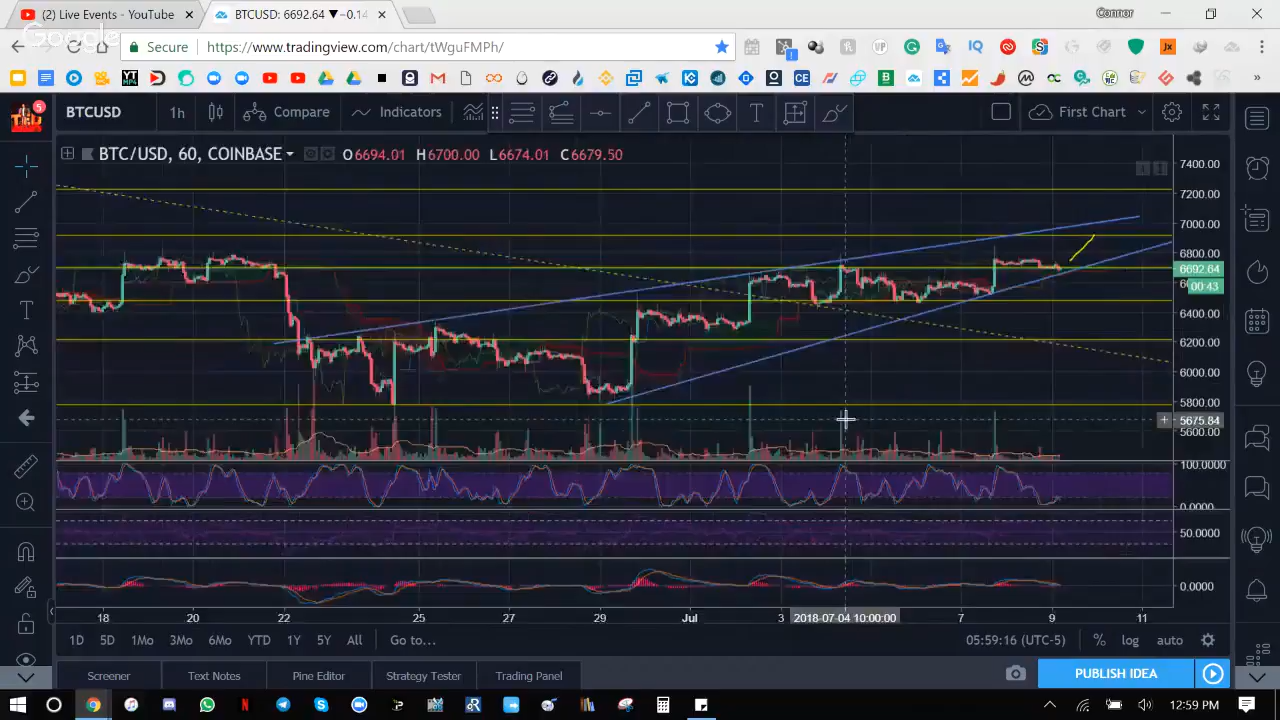 (2) Live Events - YouTube
BTCUSD: 6692.64 ▼−0.14
Connor
Google
Secure
https://www.tradingview.com/chart/tWguFMPh/
BTCUSD 1h Compare Indicators First Chart
BTC/USD, 60, COINBASE O6694.01 H6700.00 L6674.01 C6679.50
7400.00
7200.00
7000.00
6800.00
6692.64
00:43
6400.00
6200.00
6000.00
5800.00
5675.84
5600.00
100.0000
0.0000
50.0000
0.0000
18 20 22 25 27 29 Jul 3 2018-07-04 10:00:00 7 9 11
1D 5D 1Mo 3Mo 6Mo YTD 1Y 5Y All Go to... 05:59:16 (UTC-5) % log auto
Screener Text Notes Pine Editor Strategy Tester Trading Panel PUBLISH IDEA
12:59 PM